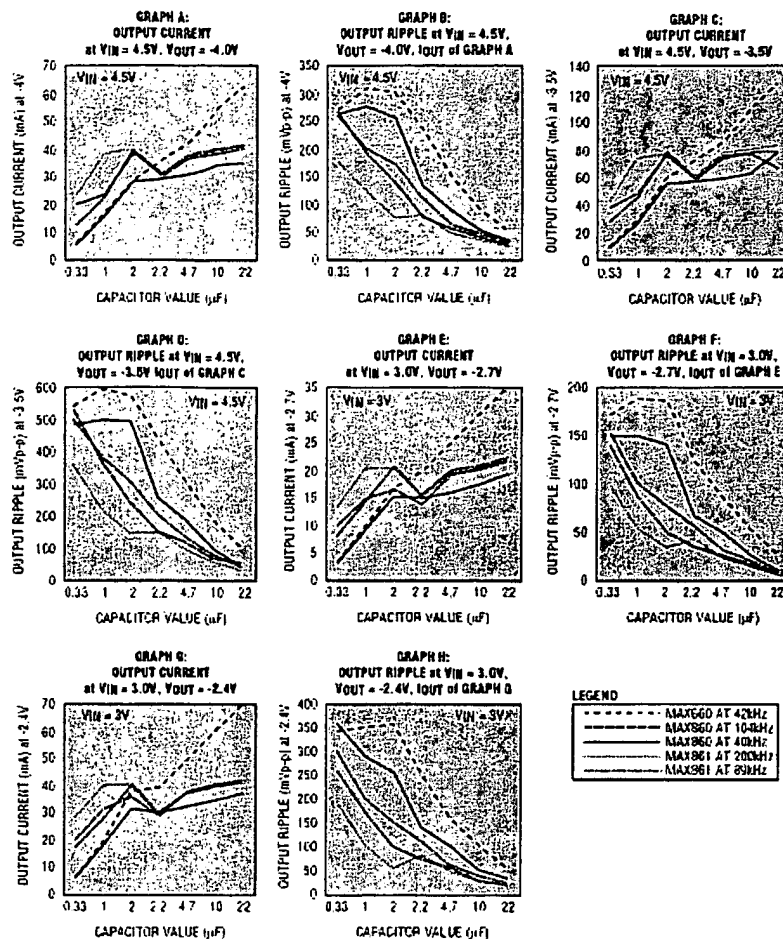 GRAPH A:
OUTPUT CURRENT
at VIN = 4.5V, VOUT = -4.0V
VIN = 4.5V
OUTPUT CURRENT (mA) at -4V
70
60
50
40
30
20
10
0
0.33 1 2 2.2 4.7 10 22
CAPACITOR VALUE (µF)
GRAPH B:
OUTPUT RIPPLE at VIN = 4.5V,
VOUT = -4.0V, IOUT of GRAPH A
VIN = 4.5V
OUTPUT RIPPLE (mVp-p) at -4V
350
300
250
200
150
100
50
0
0.33 1 2 2.2 4.7 10 22
CAPACITOR VALUE (µF)
GRAPH C:
OUTPUT CURRENT
at VIN = 4.5V, VOUT = -3.5V
VIN = 4.5V
OUTPUT CURRENT (mA) at -3.5V
140
120
100
80
60
40
20
0
0.33 1 2 2.2 4.7 10 22
CAPACITOR VALUE (µF)
GRAPH D:
OUTPUT RIPPLE at VIN = 4.5V,
VOUT = -3.5V IOUT of GRAPH C
VIN = 4.5V
OUTPUT RIPPLE (mVp-p) at -3.5V
600
500
400
300
200
100
0
0.33 1 2 2.2 4.7 10 22
CAPACITOR VALUE (µF)
GRAPH E:
OUTPUT CURRENT
at VIN = 3.0V, VOUT = -2.7V
VIN = 3V
OUTPUT CURRENT (mA) at -2.7V
35
30
25
20
15
10
5
0
0.33 1 2 2.2 4.7 10 22
CAPACITOR VALUE (µF)
GRAPH F:
OUTPUT RIPPLE at VIN = 3.0V,
VOUT = -2.7V, IOUT of GRAPH E
VIN = 3V
OUTPUT RIPPLE (mVp-p) at -2.7V
200
150
100
50
0
0.33 1 2 2.2 4.7 10 22
CAPACITOR VALUE (µF)
GRAPH G:
OUTPUT CURRENT
at VIN = 3.0V, VOUT = -2.4V
VIN = 3V
OUTPUT CURRENT (mA) at -2.4V
70
60
50
40
30
20
10
0
0.33 1 2 2.2 4.7 10 22
CAPACITOR VALUE (µF)
GRAPH H:
OUTPUT RIPPLE at VIN = 3.0V,
VOUT = -2.4V, IOUT of GRAPH G
VIN = 3V
OUTPUT RIPPLE (mVp-p) at -2.4V
400
350
300
250
200
150
100
50
0
0.33 1 2 2.2 4.7 10 22
CAPACITOR VALUE (µF)
LEGEND
MAX660 AT 42kHz
MAX860 AT
MAX860 AT 40kHz
MAX861 AT 200kHz
MAX861 AT 89kHz